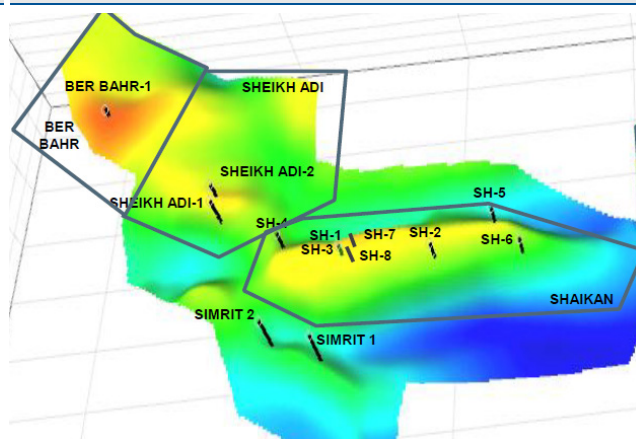 BER BAHR-1
SHEIKH ADI
BER
BAHR
SHEIKH ADI-2
SHEIKH ADI-1
SH-5
SH-4
SH-1
SH-7
SH-2
SH-6
SH-3
SH-8
SHAIKAN
SIMRIT 2
SIMRIT 1